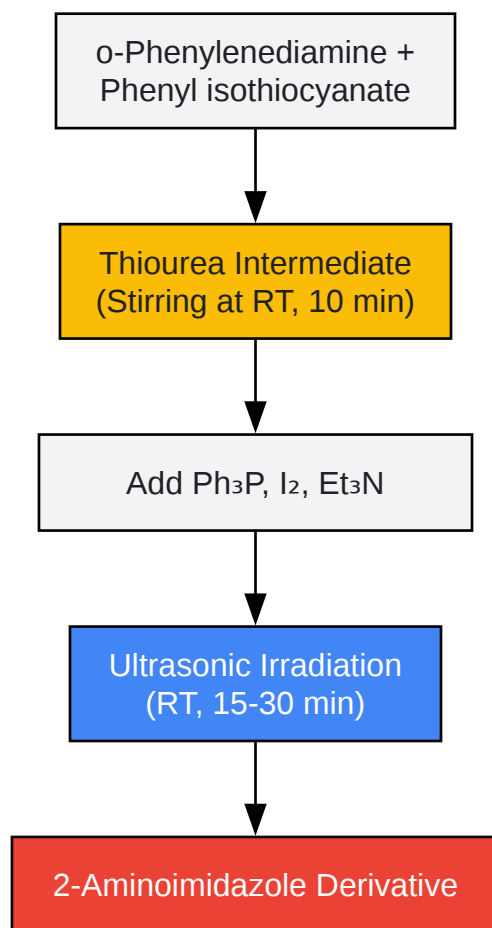 o-Phenylenediamine +
Phenyl isothiocyanate
Thiourea Intermediate
(Stirring at RT, 10 min)
Add Ph₃P, I₂, Et₃N
Ultrasonic Irradiation
(RT, 15-30 min)
2-Aminoimidazole Derivative